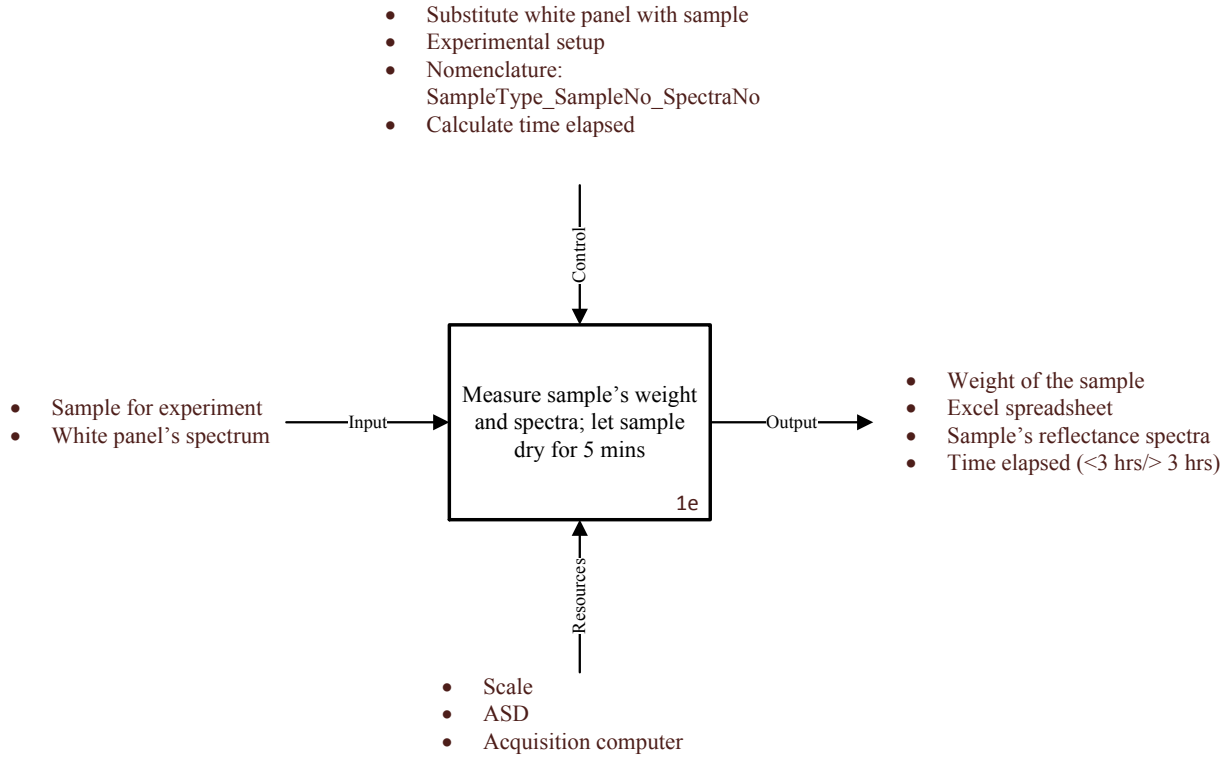 • Substitute white panel with sample
• Experimental setup
• Nomenclature:
SampleType_SampleNo_SpectraNo
• Calculate time elapsed
Control
• Sample for experiment
• White panel's spectrum
Input
Measure sample's weight
and spectra; let sample
dry for 5 mins
1e
Output
• Weight of the sample
• Excel spreadsheet
• Sample's reflectance spectra
• Time elapsed (<3 hrs/> 3 hrs)
Resources
• Scale
• ASD
• Acquisition computer